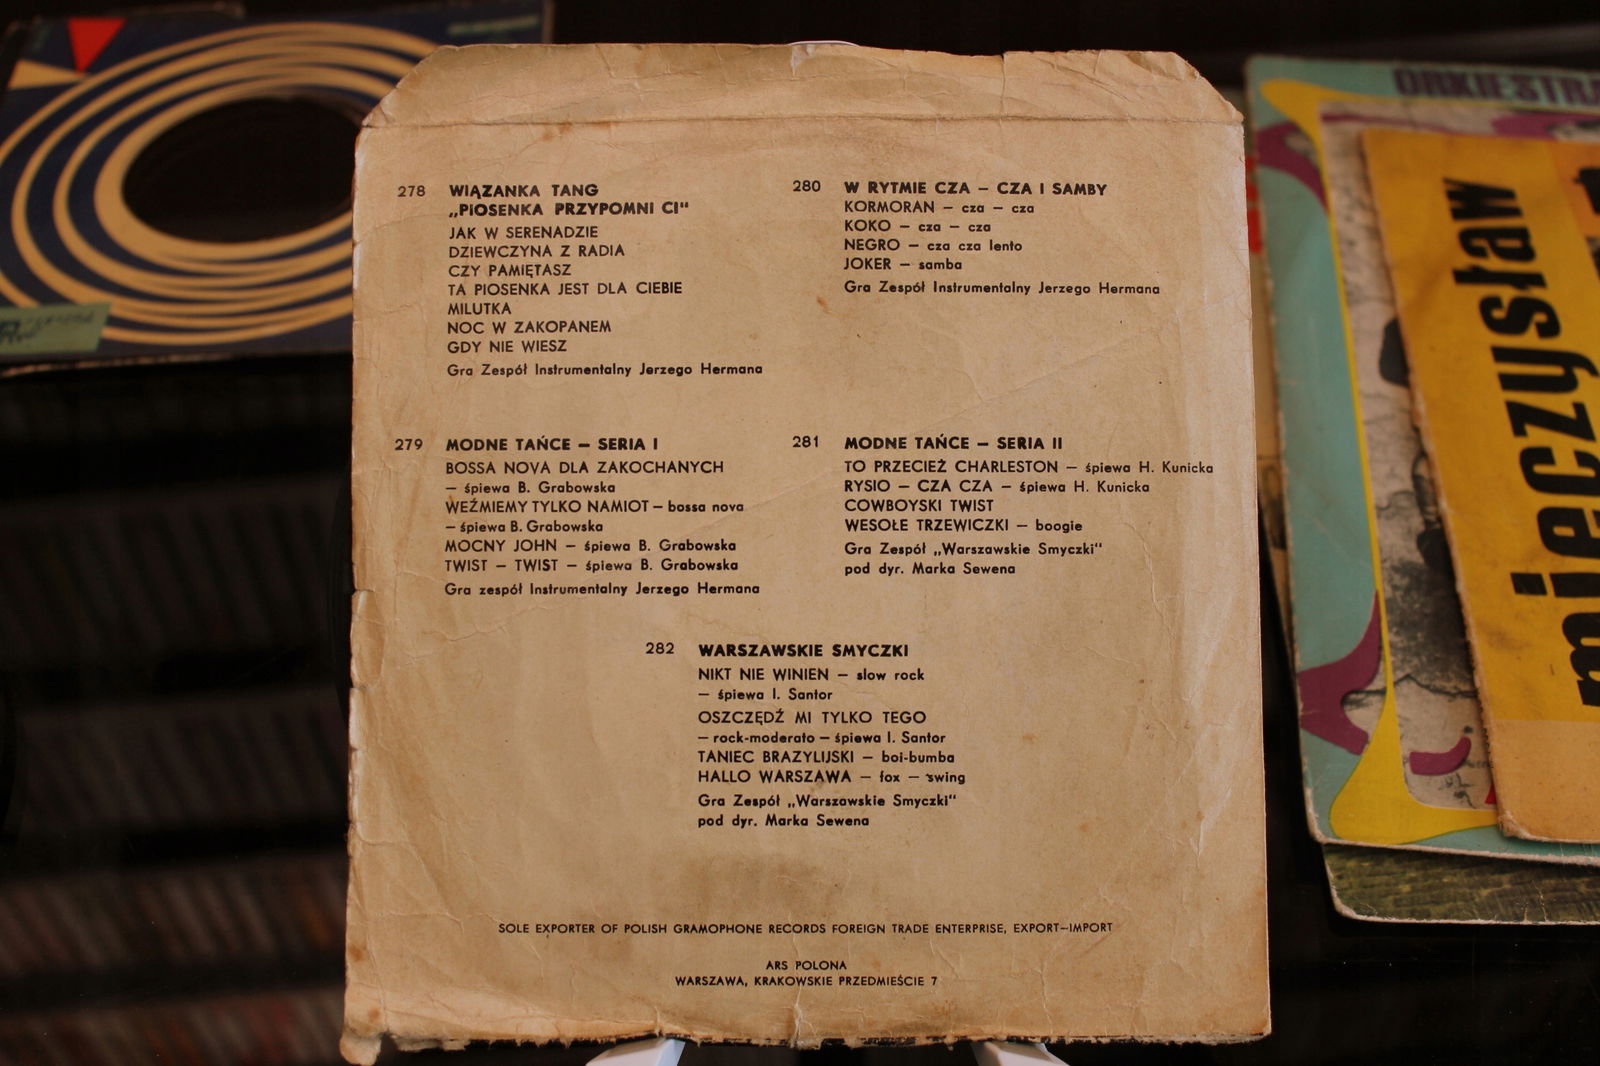 278 WIĄZANKA TANG
„PIOSENKA PRZYPOMNI CI"
JAK W SERENADZIE
DZIEWCZYNA Z RADIA
CZY PAMIĘTASZ
TA PIOSENKA JEST DLA CIEBIE
MILUTKA
NOC W ZAKOPANEM
GDY NIE WIESZ
Gra Zespół Instrumentalny Jerzego Hermana
280 W RYTMIE CZA – CZA I SAMBY
KORMORAN – cza – cza
KOKO – cza – cza
NEGRO – cza cza lento
JOKER – samba
Gra Zespół Instrumentalny Jerzego Hermana
279 MODNE TAŃCE – SERIA I
BOSSA NOVA DLA ZAKOCHANYCH
– śpiewa B. Grabowska
WEŹMIEMY TYLKO NAMIOT – bossa nova
– śpiewa B. Grabowska
MOCNY JOHN – śpiewa B. Grabowska
TWIST – TWIST – śpiewa B. Grabowska
Gra zespół Instrumentalny Jerzego Hermana
281 MODNE TAŃCE – SERIA II
TO PRZECIEŻ CHARLESTON – śpiewa H. Kunicka
RYSIO – CZA CZA – śpiewa H. Kunicka
COWBOYSKI TWIST
WESOŁE TRZEWICZKI – boogie
Gra Zespół „Warszawskie Smyczki"
pod dyr. Marka Sewena
282 WARSZAWSKIE SMYCZKI
NIKT NIE WINIEN – slow rock
– śpiewa I. Santor
OSZCZĘDŹ MI TYLKO TEGO
– rock-moderato – śpiewa I. Santor
TANIEC BRAZYLIJSKI – boi-bumba
HALLO WARSZAWA – fox – swing
Gra Zespół „Warszawskie Smyczki"
pod dyr. Marka Sewena
SOLE EXPORTER OF POLISH GRAMOPHONE RECORDS FOREIGN TRADE ENTERPRISE, EXPORT–IMPORT
ARS POLONA
WARSZAWA, KRAKOWSKIE PRZEDMIEŚCIE 7
ORKIESTRA
mieczysław